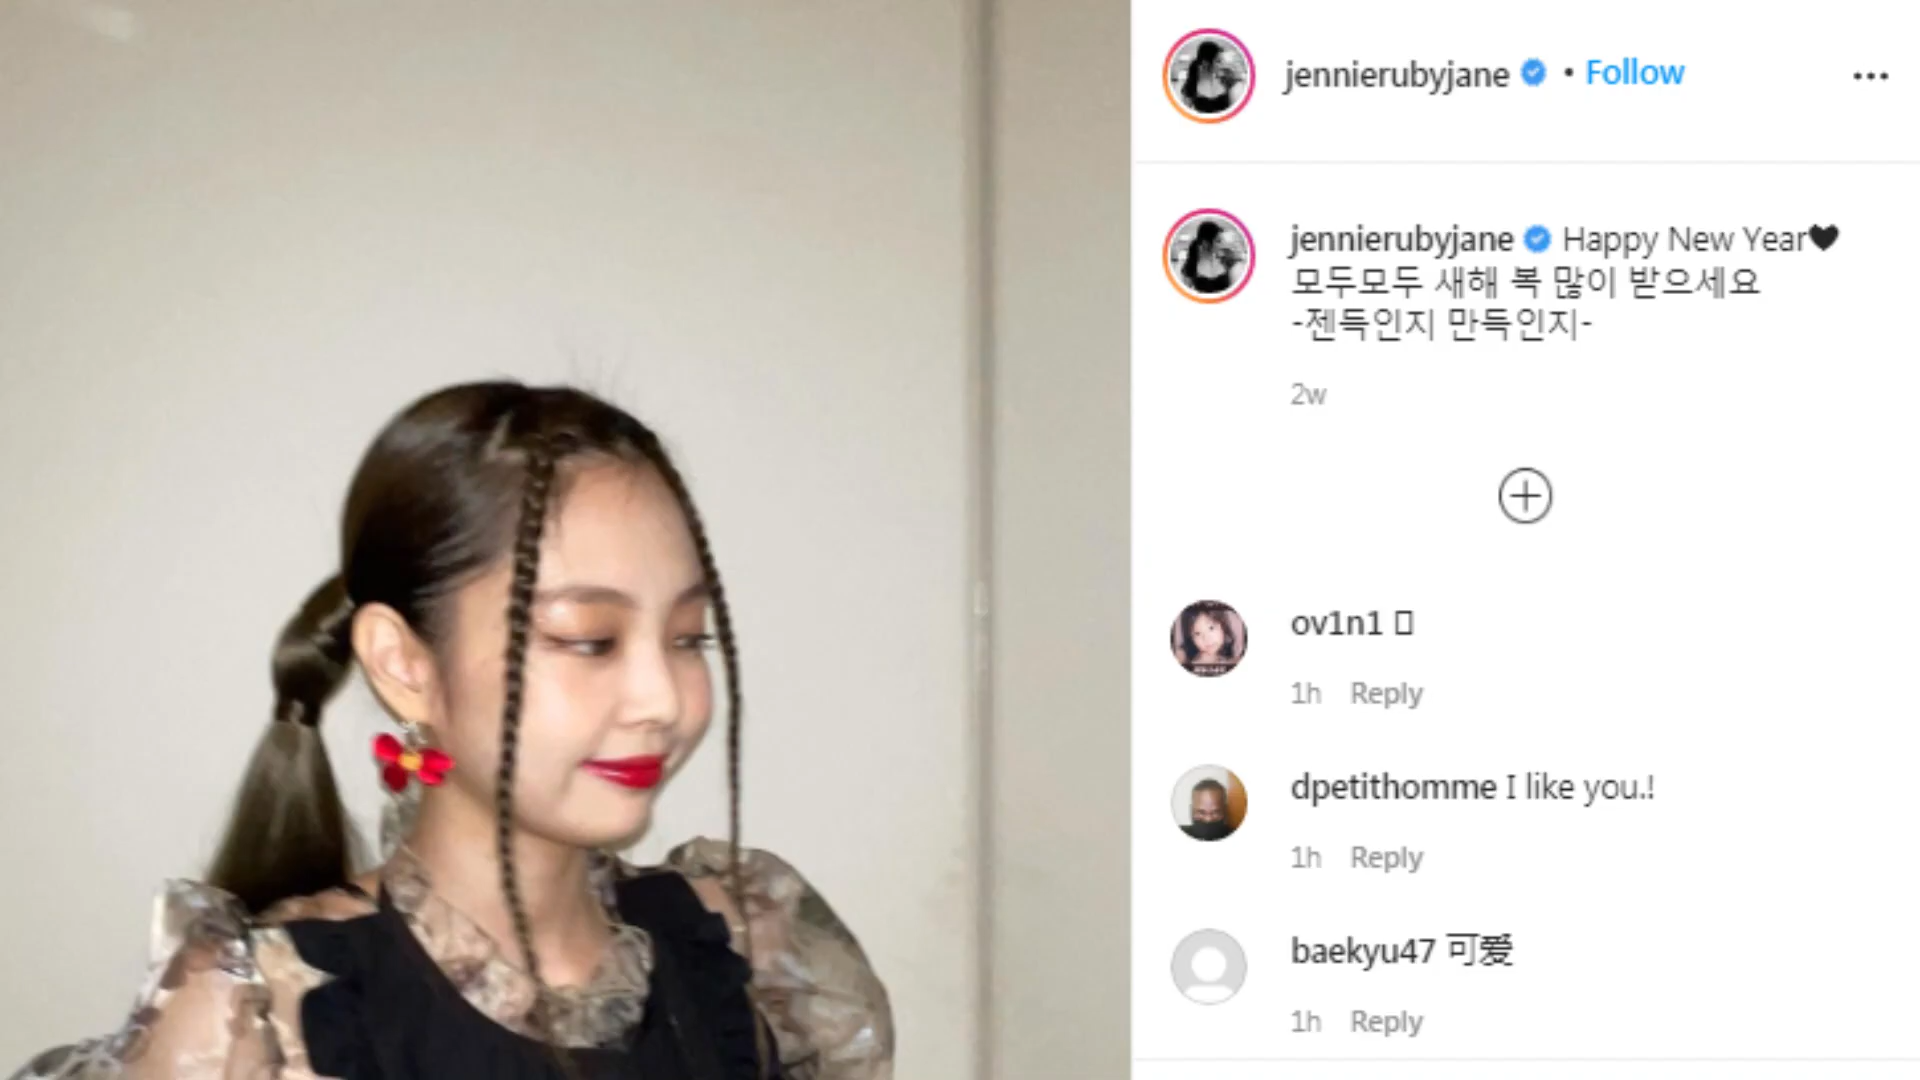 jennierubyjane • Follow
jennierubyjane Happy New Year🖤
모두모두 새해 복 많이 받으세요
-젠득인지 만득인지-
2w
ov1n1
1h Reply
dpetithomme I like you.!
1h Reply
baekyu47 可爱
1h Reply